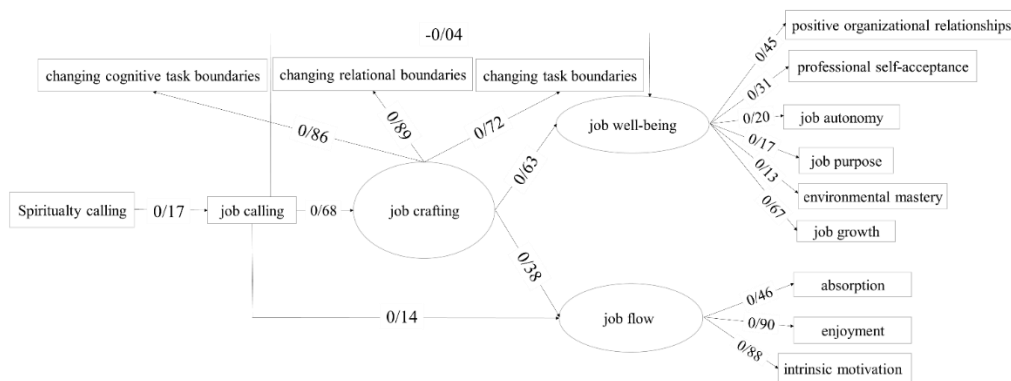 -0/04
positive organizational relationships
0/45
changing cognitive task boundaries
changing relational boundaries
changing task boundaries
professional self-acceptance
0/31
0/86
0/89
0/72
job well-being
0/20
job autonomy
0/17
job purpose
0/63
0/13
environmental mastery
Spiritualty calling
0/17
job calling
0/68
job crafting
0/67
job growth
0/38
0/46
absorption
0/14
job flow
0/90
enjoyment
0/88
intrinsic motivation